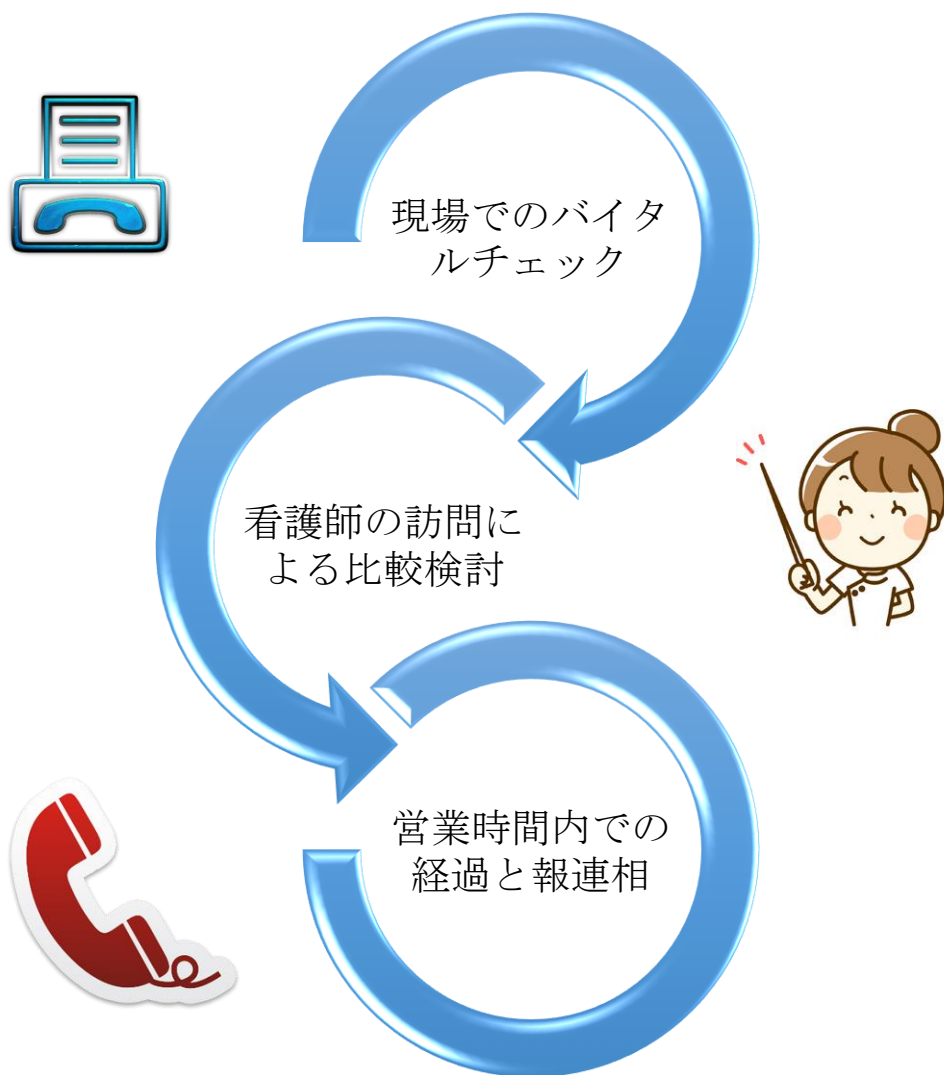 現場でのバイタ
ルチェック
看護師の訪問に
よる比較検討
営業時間内での
経過と報連相